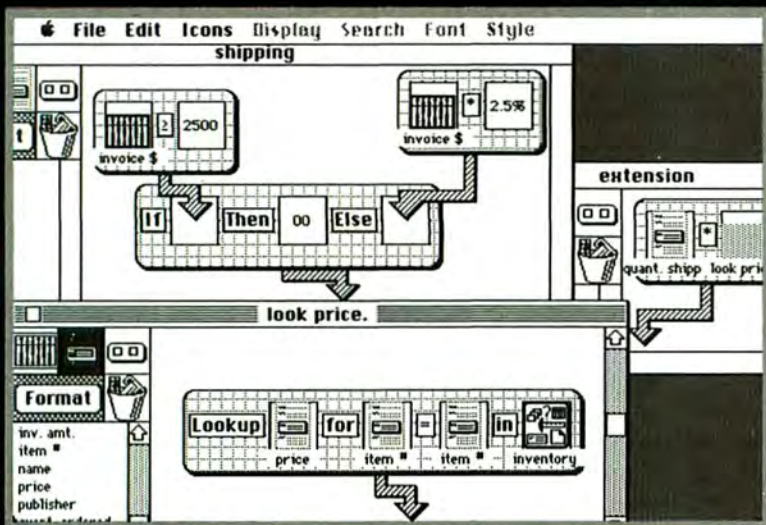 File Edit Icons Display Search Font Style
shipping
≥ 2500
invoice $
* 2.5%
invoice $
If Then 00 Else
extension
*
quant. shipp look pri
look price.
Format
inv. amt.
item #
name
price
publisher
Lookup for = in
price item # item # inventory